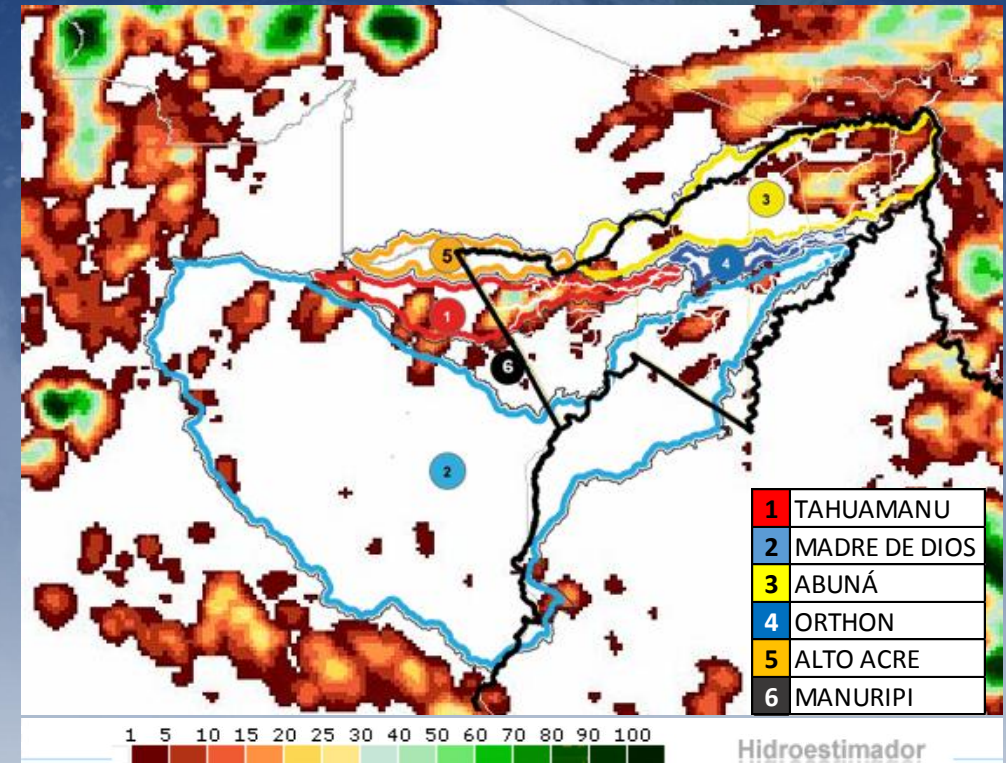 3
5
4
1
6
2
1 TAHUAMANU
2 MADRE DE DIOS
3 ABUNÁ
4 ORTHON
5 ALTO ACRE
6 MANURIPI
1 5 10 15 20 25 30 40 50 60 70 80 90 100
Hidroestimador